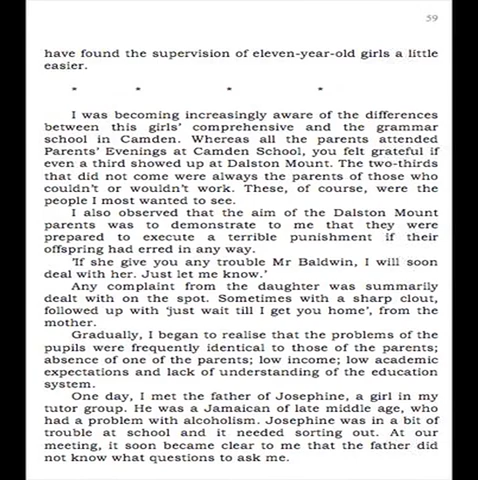 59
have found the supervision of eleven-year-old girls a little
easier.
* * * *
I was becoming increasingly aware of the differences
between this girls' comprehensive and the grammar
school in Camden. Whereas all the parents attended
Parents' Evenings at Camden School, you felt grateful if
even a third showed up at Dalston Mount. The two-thirds
that did not come were always the parents of those who
couldn't or wouldn't work. These, of course, were the
people I most wanted to see.
I also observed that the aim of the Dalston Mount
parents was to demonstrate to me that they were
prepared to execute a terrible punishment if their
offspring had erred in any way.
'If she give you any trouble Mr Baldwin, I will soon
deal with her. Just let me know.'
Any complaint from the daughter was summarily
dealt with on the spot. Sometimes with a sharp clout,
followed up with 'just wait till I get you home', from the
mother.
Gradually, I began to realise that the problems of the
pupils were frequently identical to those of the parents;
absence of one of the parents; low income; low academic
expectations and lack of understanding of the education
system.
One day, I met the father of Josephine, a girl in my
tutor group. He was a Jamaican of late middle age, who
had a problem with alcoholism. Josephine was in a bit of
trouble at school and it needed sorting out. At our
meeting, it soon became clear to me that the father did
not know what questions to ask me.